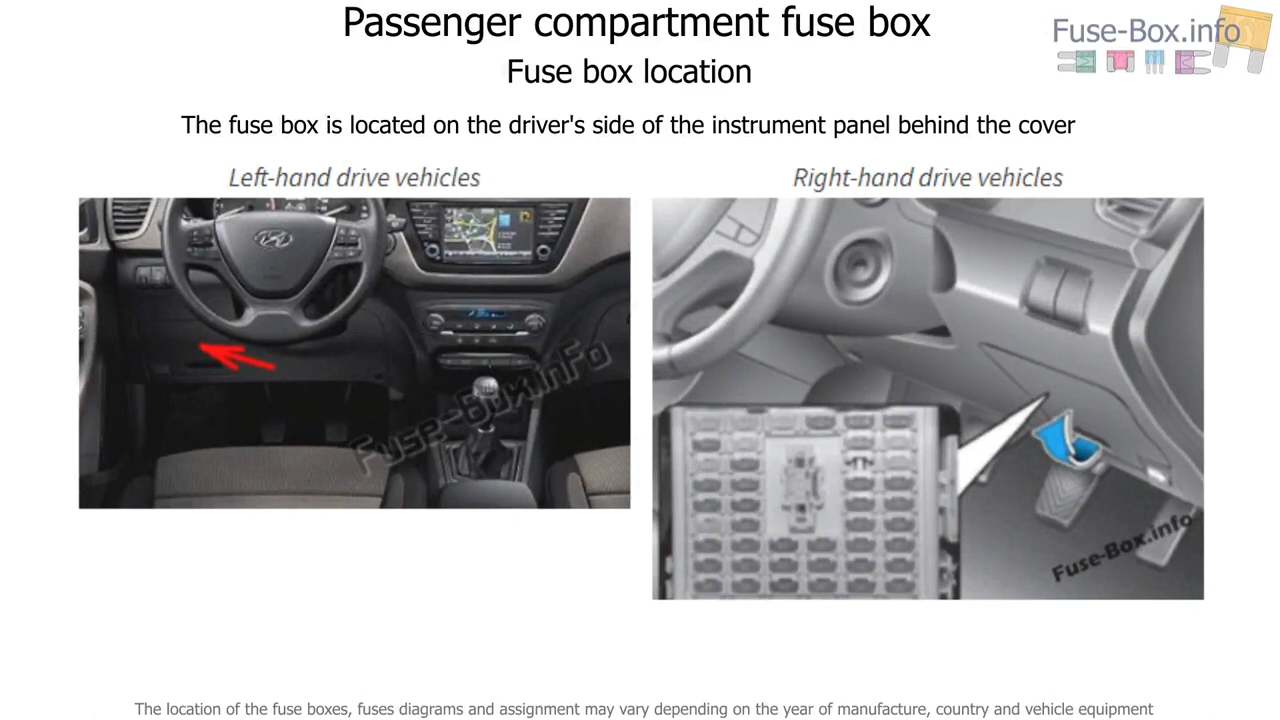 Passenger compartment fuse box
Fuse-Box.info
Fuse box location
The fuse box is located on the driver's side of the instrument panel behind the cover
Left-hand drive vehicles
Right-hand drive vehicles
Fuse-Box.inFo
Fuse-Box.info
The location of the fuse boxes, fuses diagrams and assignment may vary depending on the year of manufacture, country and vehicle equipment